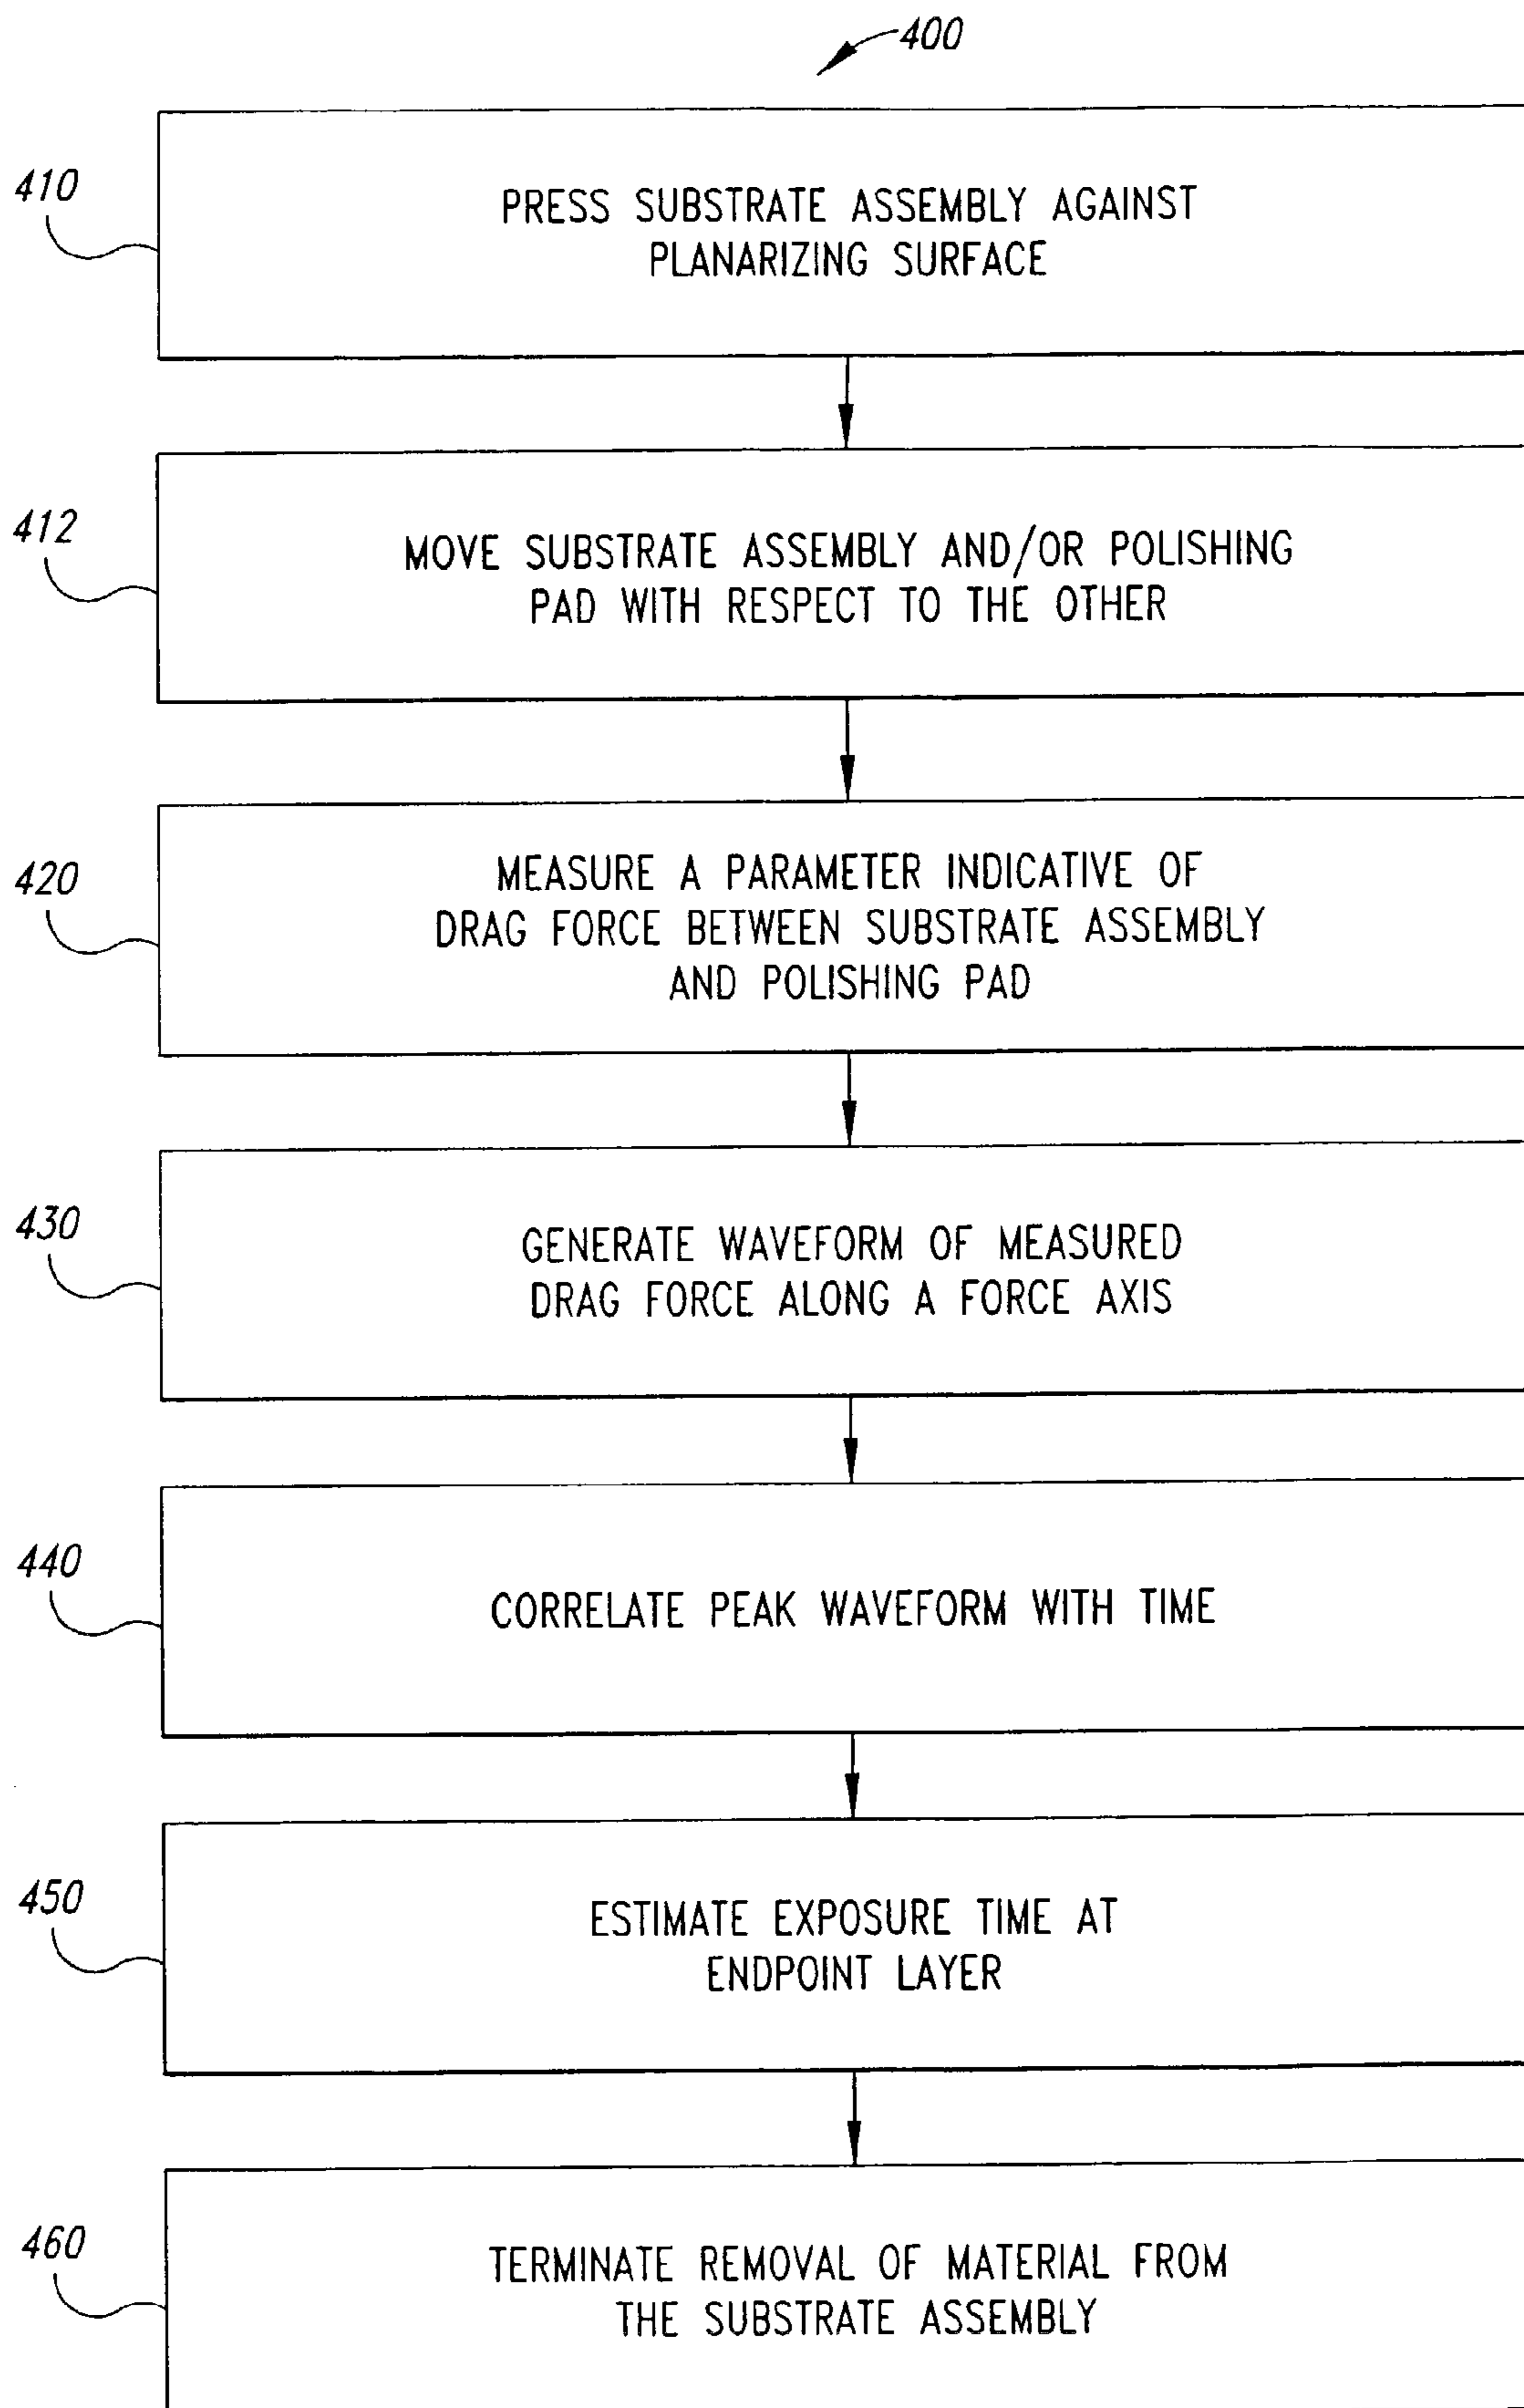 400
410
PRESS SUBSTRATE ASSEMBLY AGAINST
PLANARIZING SURFACE
412
MOVE SUBSTRATE ASSEMBLY AND/OR POLISHING
PAD WITH RESPECT TO THE OTHER
420
MEASURE A PARAMETER INDICATIVE OF
DRAG FORCE BETWEEN SUBSTRATE ASSEMBLY
AND POLISHING PAD
430
GENERATE WAVEFORM OF MEASURED
DRAG FORCE ALONG A FORCE AXIS
440
CORRELATE PEAK WAVEFORM WITH TIME
450
ESTIMATE EXPOSURE TIME AT
ENDPOINT LAYER
460
TERMINATE REMOVAL OF MATERIAL FROM
THE SUBSTRATE ASSEMBLY